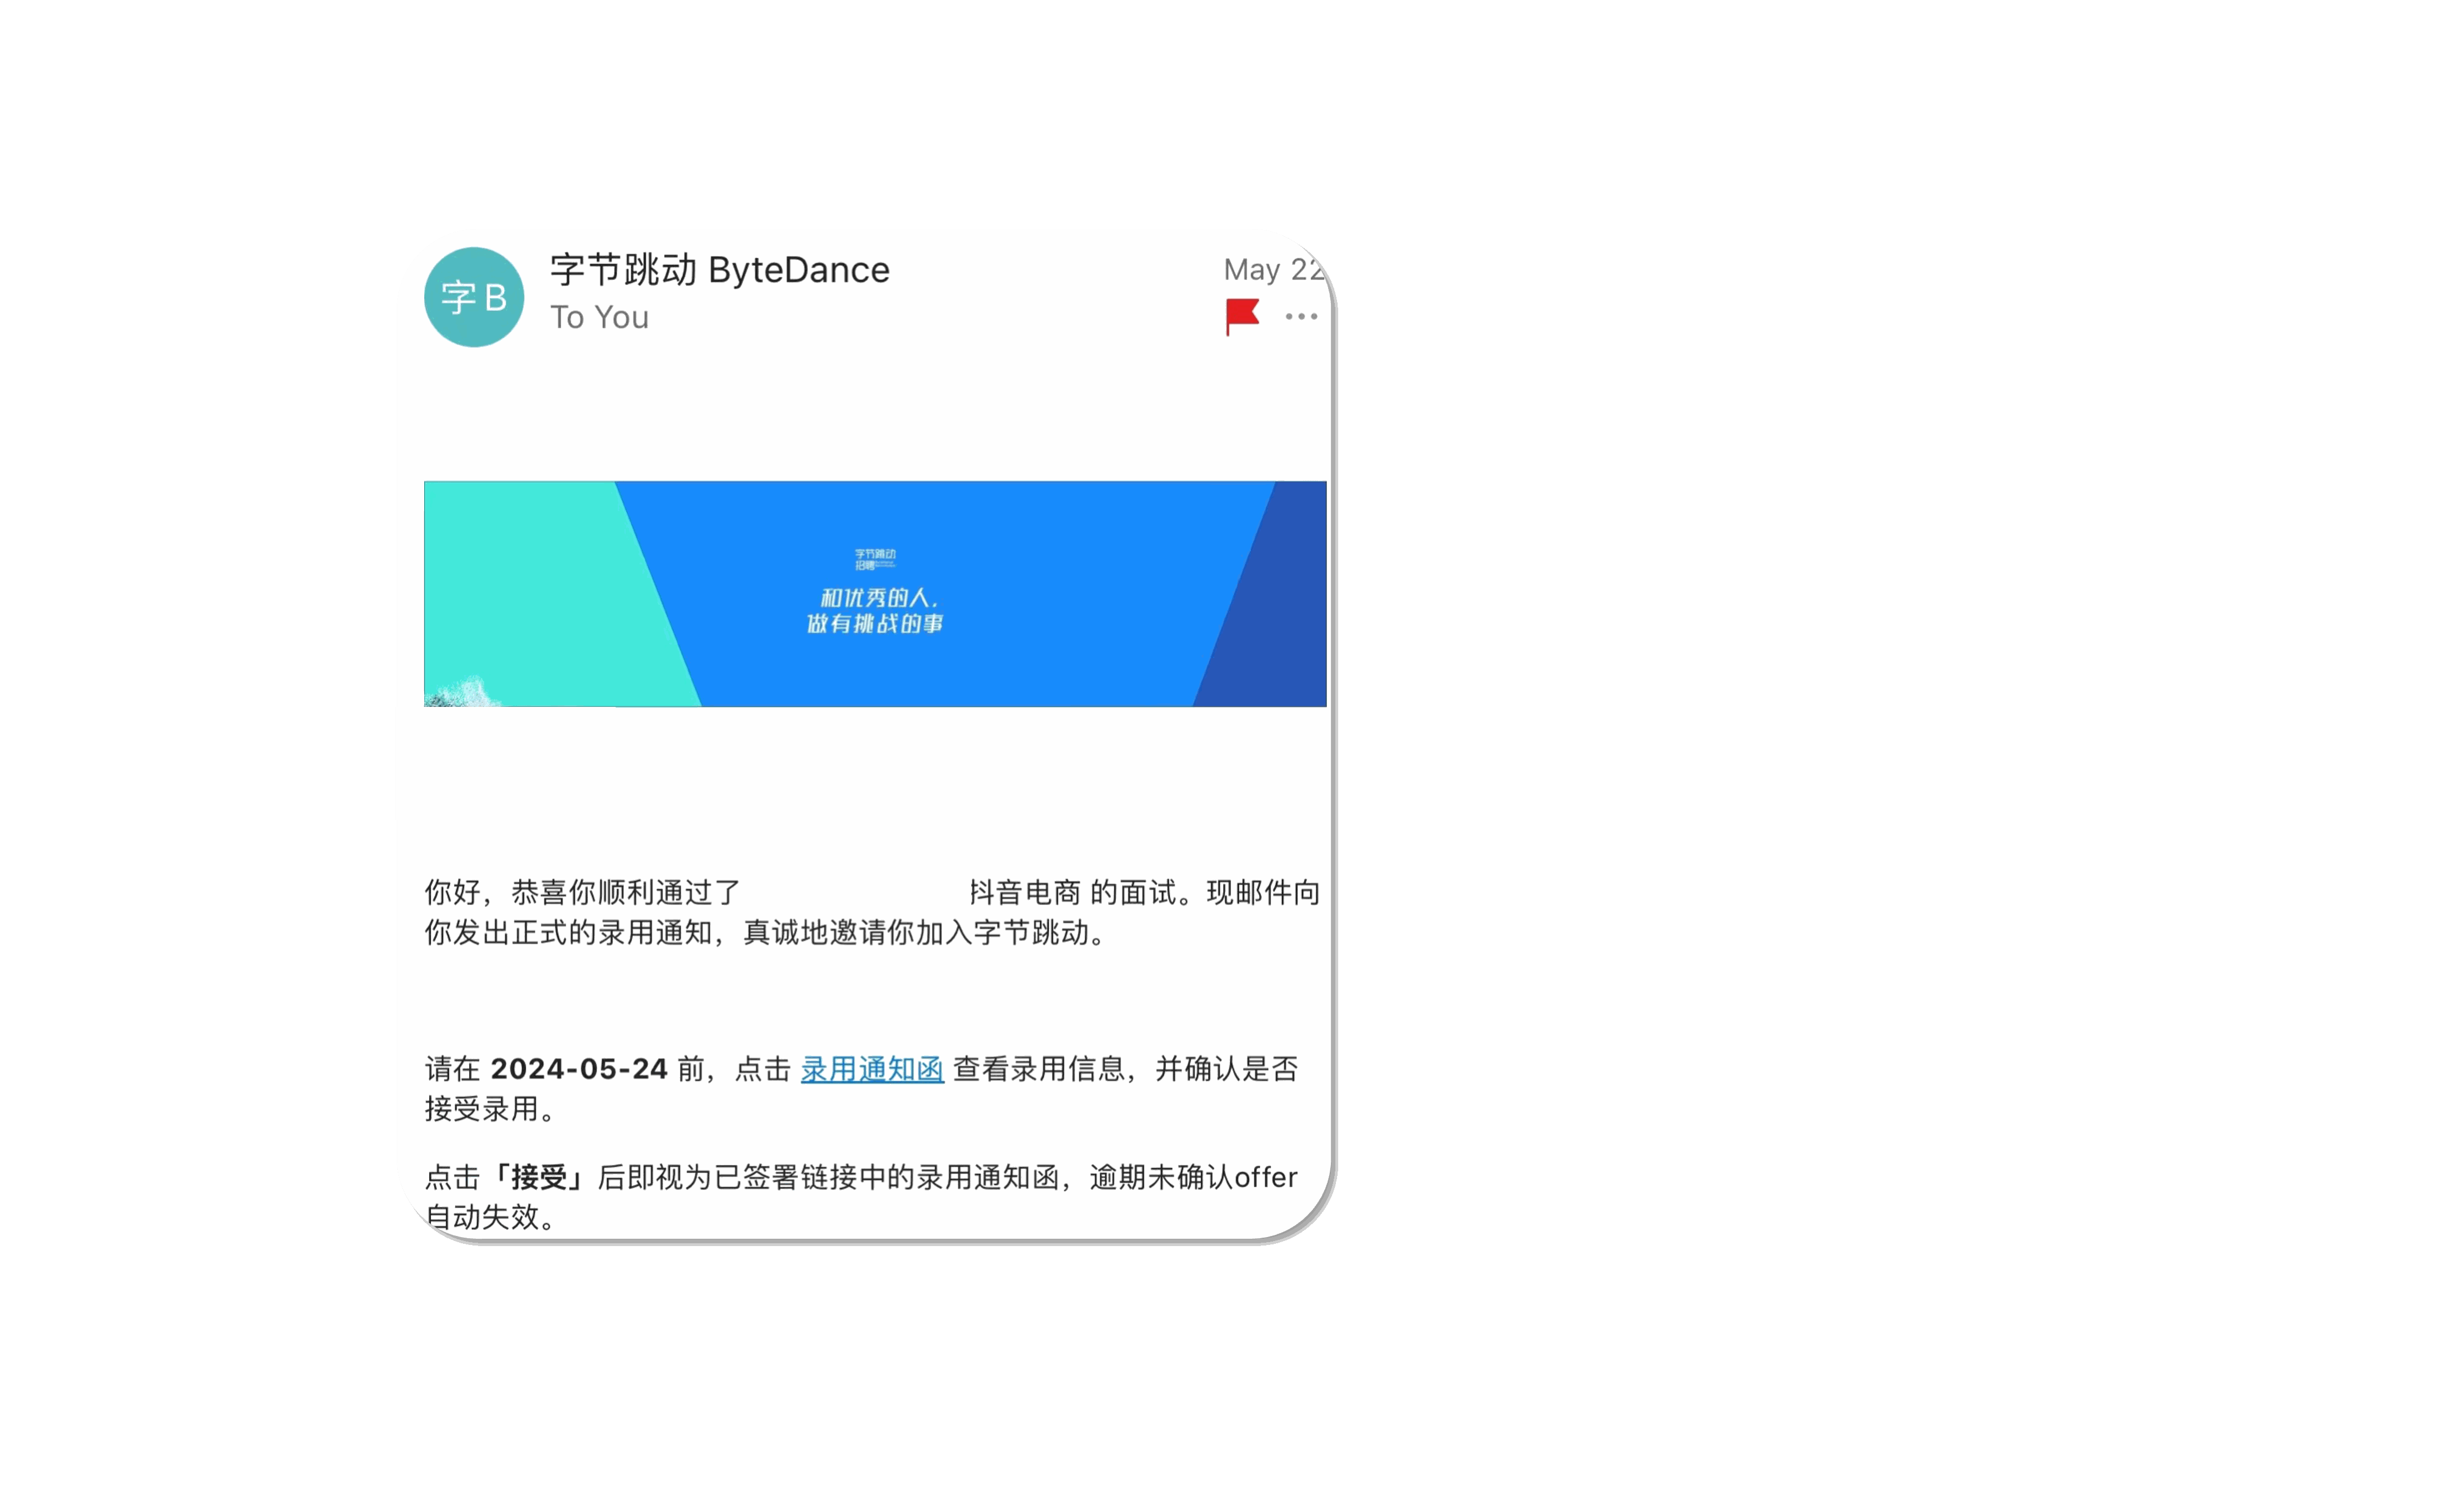 字节跳动 ByteDance
May 22
To You
字B
字节跳动
招聘
和优秀的人,
做有挑战的事
你好，恭喜你顺利通过了 抖音电商 的面试。现邮件向
你发出正式的录用通知，真诚地邀请你加入字节跳动。
请在 2024-05-24 前，点击 录用通知函 查看录用信息，并确认是否
接受录用。
点击「接受」后即视为已签署链接中的录用通知函，逾期未确认offer
自动失效。